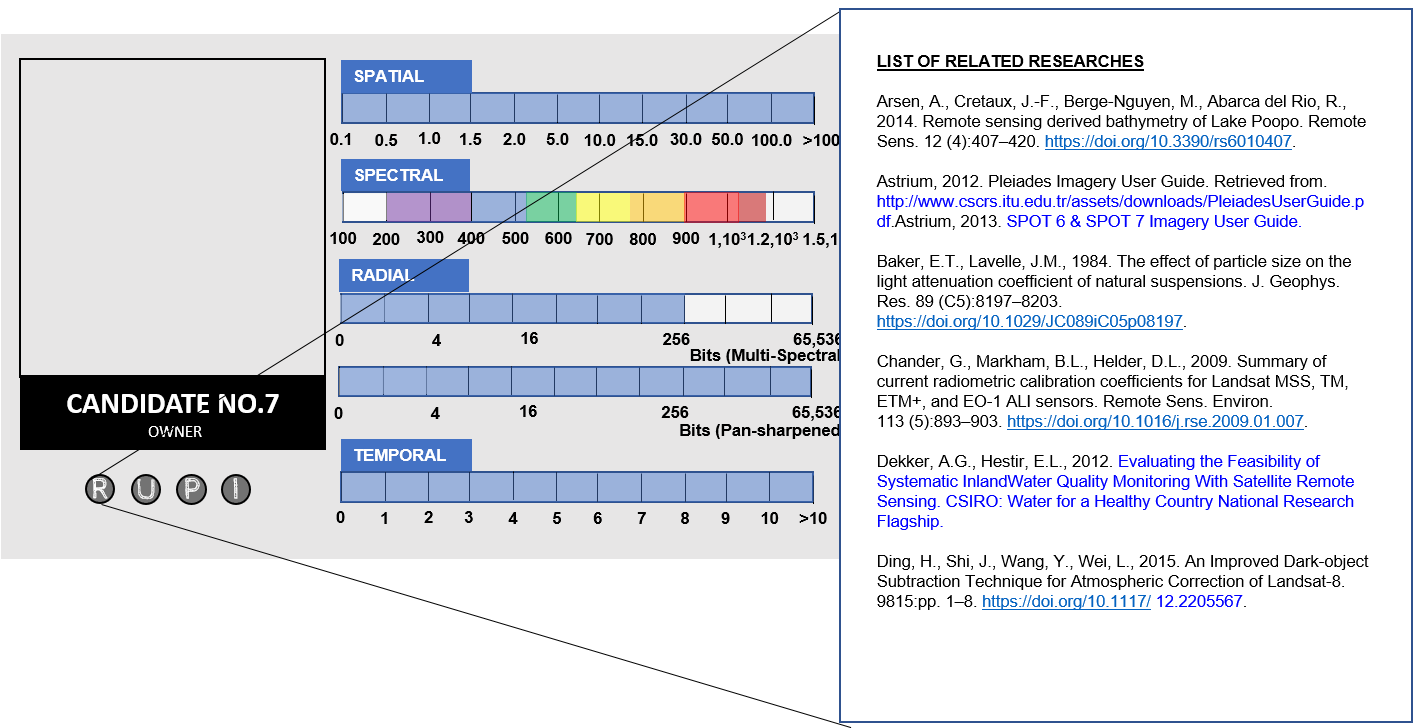 SPATIAL
0.1 0.5 1.0 1.5 2.0 5.0 10.0 15.0 30.0 50.0 100.0 >100
SPECTRAL
100 200 300 400 500 600 700 800 900 1,10³ 1.2,10³ 1.5,1
RADIAL
0 4 16 256 65,536
Bits (Multi-Spectral
0 4 16 256 65,536
Bits (Pan-sharpened
TEMPORAL
0 1 2 3 4 5 6 7 8 9 10 >10
CANDIDATE NO.7
OWNER
R U P I
LIST OF RELATED RESEARCHES
Arsen, A., Cretaux, J.-F., Berge-Nguyen, M., Abarca del Rio, R.,
2014. Remote sensing derived bathymetry of Lake Poopo. Remote
Sens. 12 (4):407–420. https://doi.org/10.3390/rs6010407.
Astrium, 2012. Pleiades Imagery User Guide. Retrieved from.
http://www.cscrs.itu.edu.tr/assets/downloads/PleiadesUserGuide.p
df.Astrium, 2013. SPOT 6 & SPOT 7 Imagery User Guide.
Baker, E.T., Lavelle, J.M., 1984. The effect of particle size on the
light attenuation coefficient of natural suspensions. J. Geophys.
Res. 89 (C5):8197–8203.
https://doi.org/10.1029/JC089iC05p08197.
Chander, G., Markham, B.L., Helder, D.L., 2009. Summary of
current radiometric calibration coefficients for Landsat MSS, TM,
ETM+, and EO-1 ALI sensors. Remote Sens. Environ.
113 (5):893–903. https://doi.org/10.1016/j.rse.2009.01.007.
Dekker, A.G., Hestir, E.L., 2012. Evaluating the Feasibility of
Systematic InlandWater Quality Monitoring With Satellite Remote
Sensing. CSIRO: Water for a Healthy Country National Research
Flagship.
Ding, H., Shi, J., Wang, Y., Wei, L., 2015. An Improved Dark-object
Subtraction Technique for Atmospheric Correction of Landsat-8.
9815:pp. 1–8. https://doi.org/10.1117/ 12.2205567.